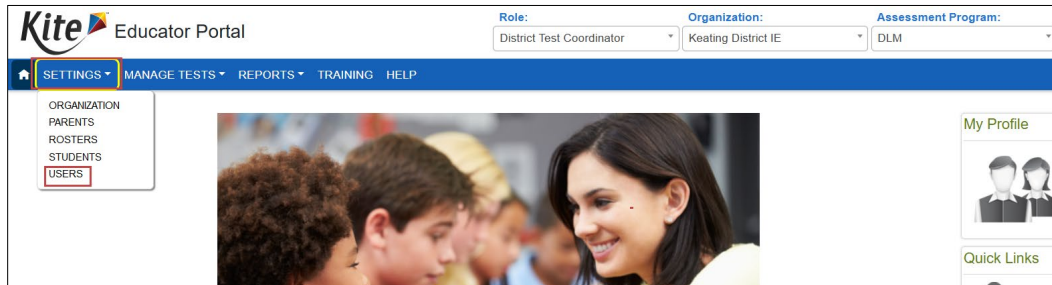 Kite Educator Portal
Role:
District Test Coordinator
Organization:
Keating District IE
Assessment Program:
DLM
SETTINGS MANAGE TESTS REPORTS TRAINING HELP
ORGANIZATION
PARENTS
ROSTERS
STUDENTS
USERS
My Profile
Quick Links